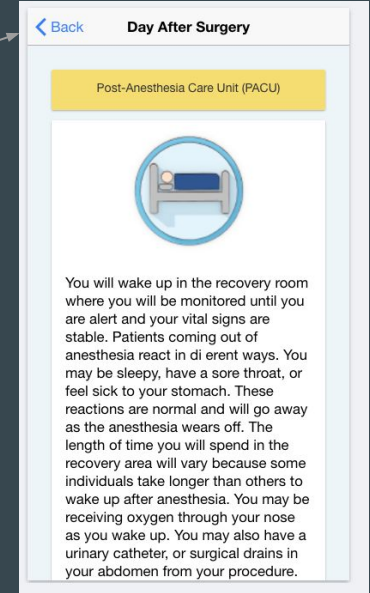 Back
Day After Surgery
Post-Anesthesia Care Unit (PACU)
You will wake up in the recovery room
where you will be monitored until you
are alert and your vital signs are
stable. Patients coming out of
anesthesia react in di erent ways. You
may be sleepy, have a sore throat, or
feel sick to your stomach. These
reactions are normal and will go away
as the anesthesia wears off. The
length of time you will spend in the
recovery area will vary because some
individuals take longer than others to
wake up after anesthesia. You may be
receiving oxygen through your nose
as you wake up. You may also have a
urinary catheter, or surgical drains in
your abdomen from your procedure.